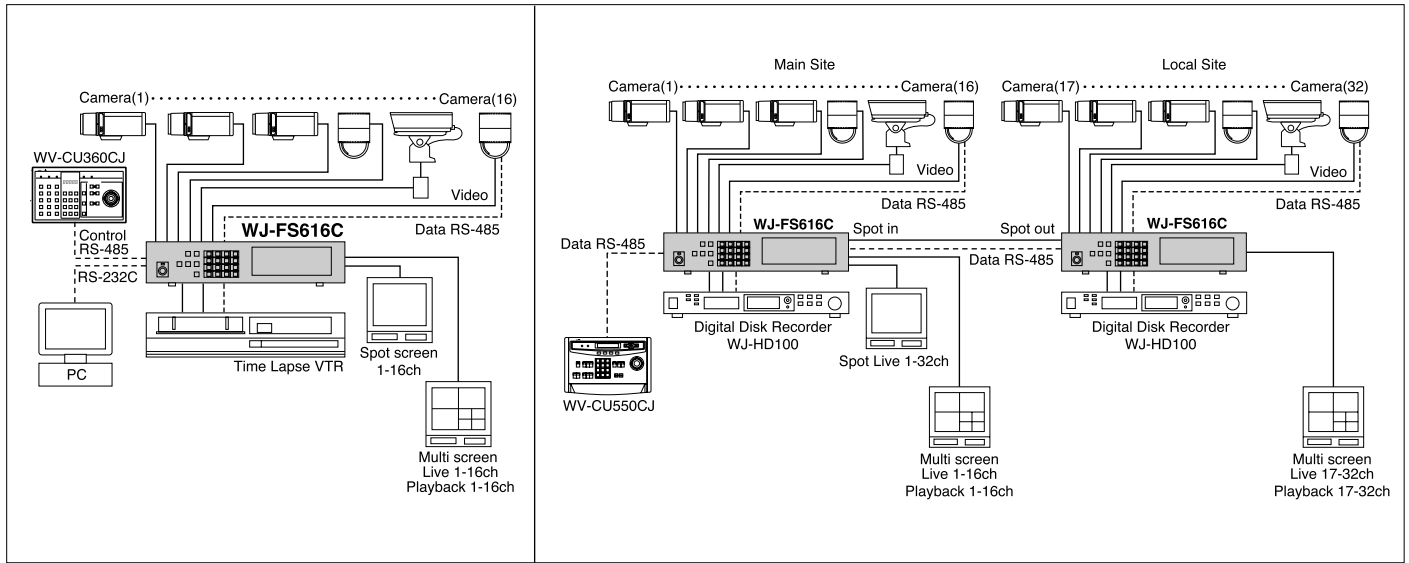 Camera(1)
Camera(16)
WV-CU360CJ
Video
Data RS-485
WJ-FS616C
Control
RS-485
RS-232C
PC
Time Lapse VTR
Spot screen
1-16ch
Multi screen
Live 1-16ch
Playback 1-16ch
Main Site
Camera(1)
Camera(16)
Video
Data RS-485
WJ-FS616C
Data RS-485
Spot in
Spot out
Data RS-485
Digital Disk Recorder
WJ-HD100
WV-CU550CJ
Spot Live 1-32ch
Multi screen
Live 1-16ch
Playback 1-16ch
Local Site
Camera(17)
Camera(32)
Video
Data RS-485
WJ-FS616C
Digital Disk Recorder
WJ-HD100
Multi screen
Live 17-32ch
Playback 17-32ch